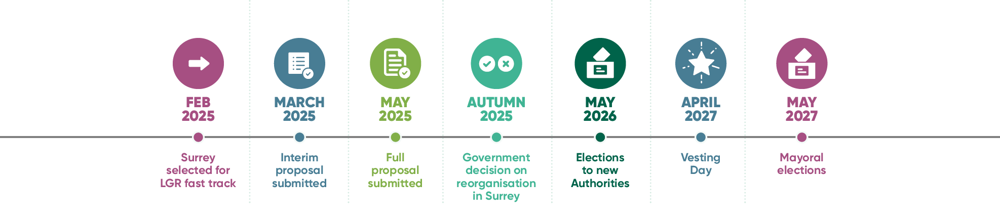 FEB
2025
Surrey
selected for
LGR fast track
MARCH
2025
Interim
proposal
submitted
MAY
2025
Full
proposal
submitted
AUTUMN
2025
Government
decision on
reorganisation
in Surrey
MAY
2026
Elections
to new
Authorities
APRIL
2027
Vesting
Day
MAY
2027
Mayoral
elections